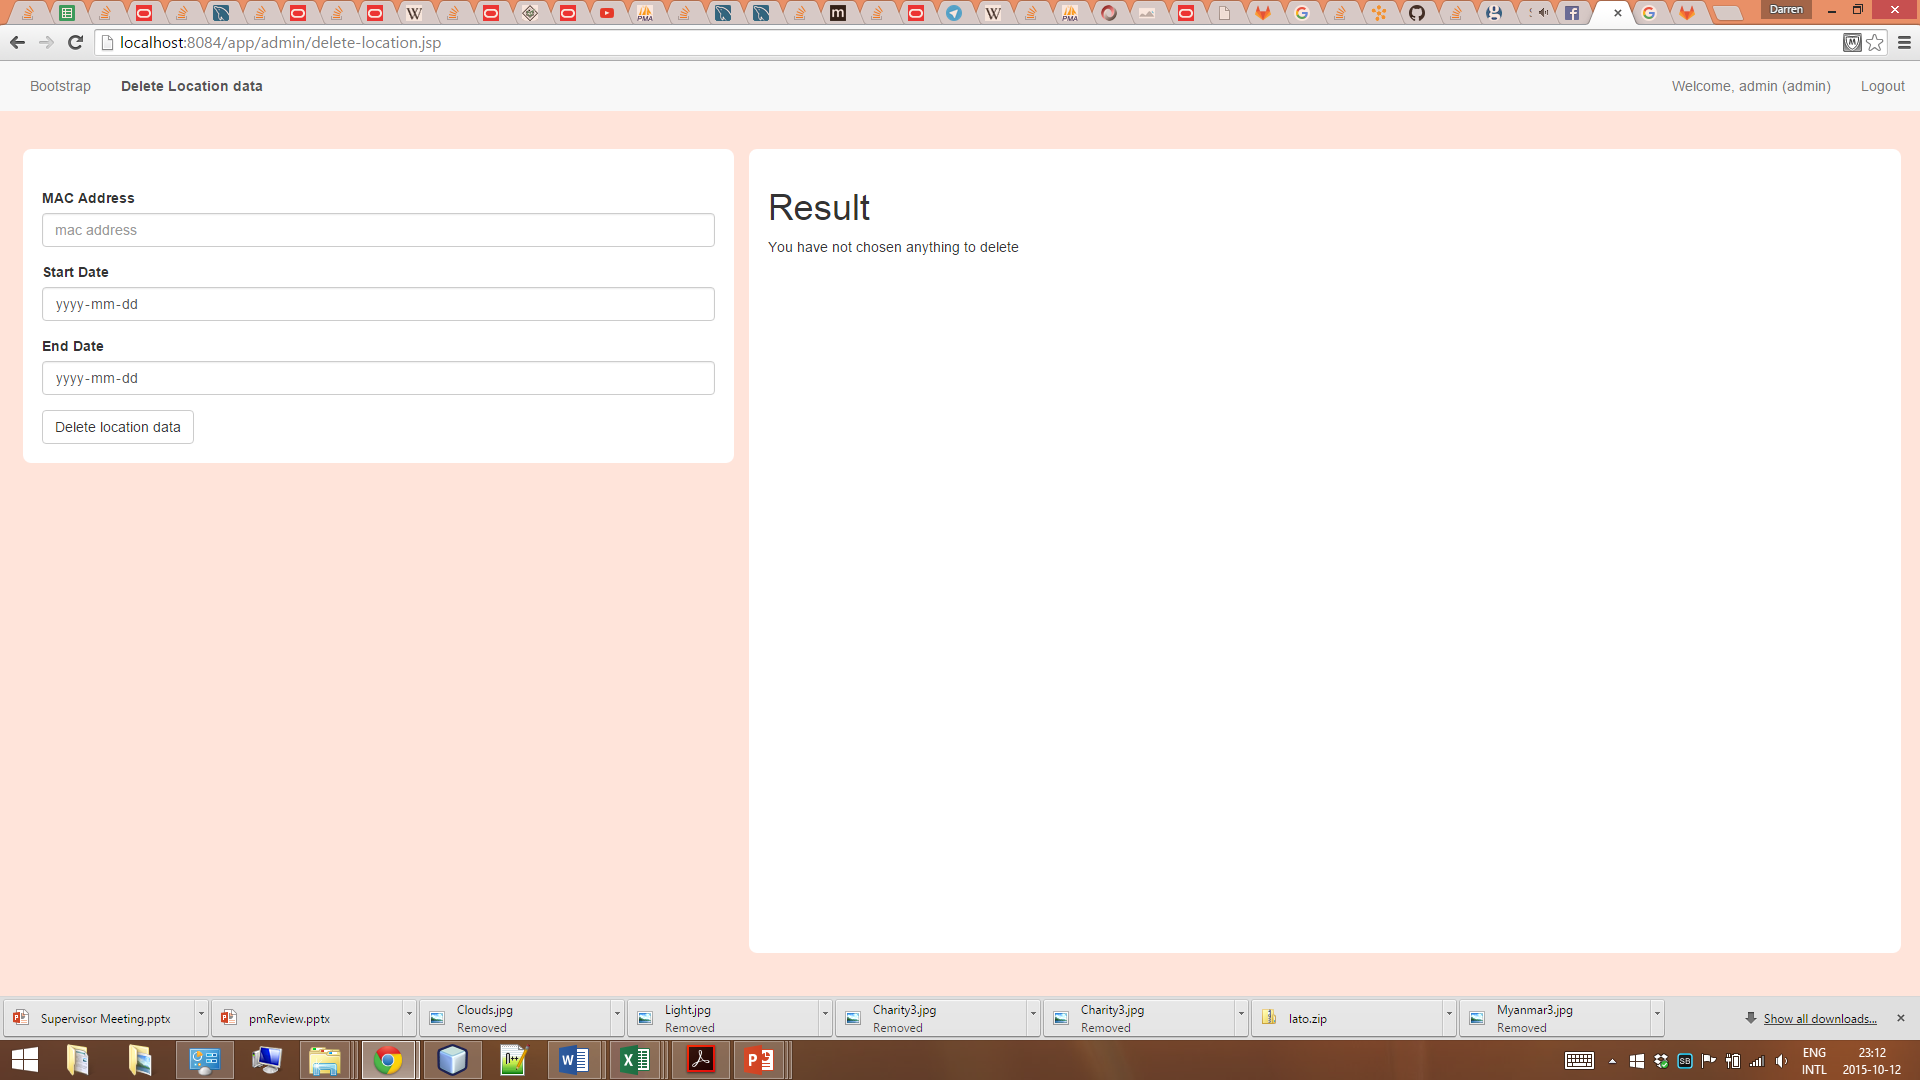 Darren
localhost:8084/app/admin/delete-location.jsp
Bootstrap
Delete Location data
Welcome, admin (admin)
Logout
MAC Address
mac address
Start Date
yyyy-mm-dd
End Date
yyyy-mm-dd
Delete location data
Result
You have not chosen anything to delete
Supervisor Meeting.pptx
pmReview.pptx
Clouds.jpg
Removed
Light.jpg
Removed
Charity3.jpg
Removed
Charity3.jpg
Removed
lato.zip
Myanmar3.jpg
Removed
Show all downloads...
ENG
INTL
23:12
2015-10-12